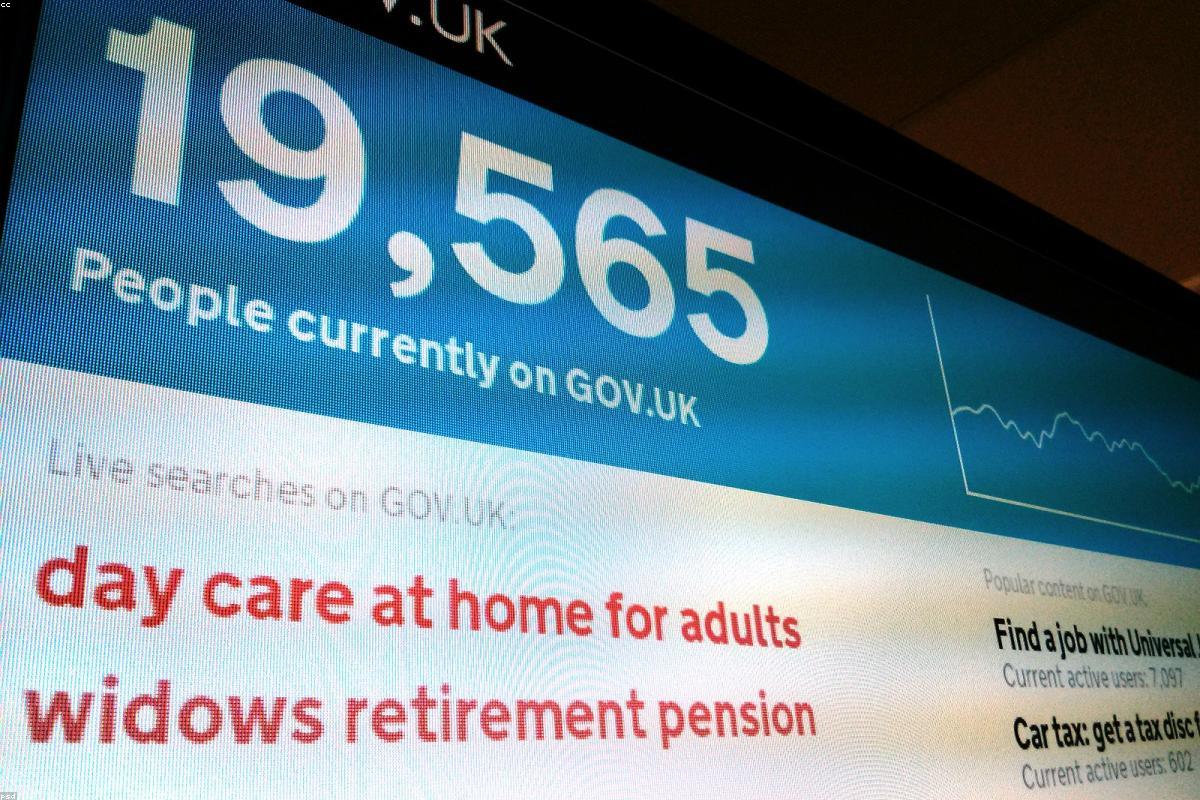 .UK
19,565
People currently on GOV.UK
Live searches on GOV.UK:
day care at home for adults
widows retirement pension
Popular content on GOV.UK:
Find a job with Universal
Current active users: 7,097
Car tax: get a tax disc f
Current active users: 602
cc
psd